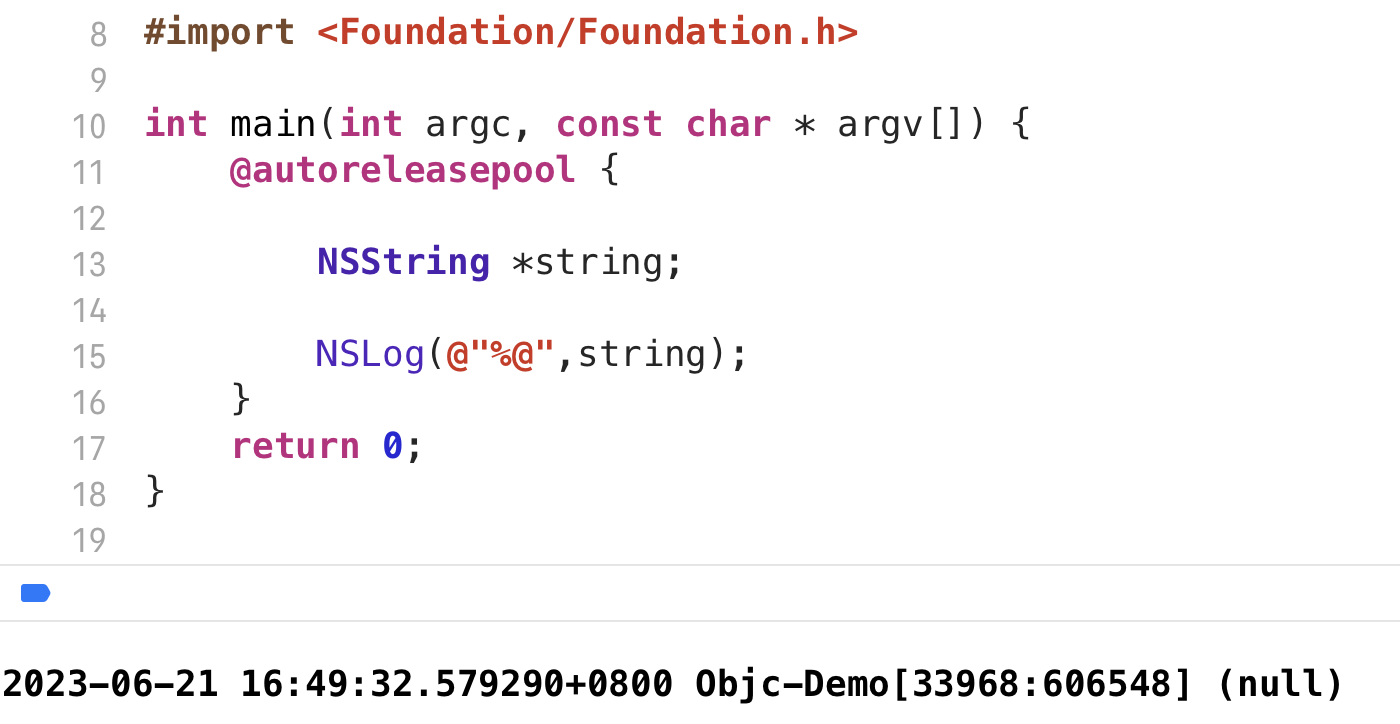 8 #import <Foundation/Foundation.h>
9
10 int main(int argc, const char * argv[]) {
11 @autoreleasepool {
12
13 NSString *string;
14
15 NSLog(@"%@",string);
16 }
17 return 0;
18 }
19
2023-06-21 16:49:32.579290+0800 Objc-Demo[33968:606548] (null)